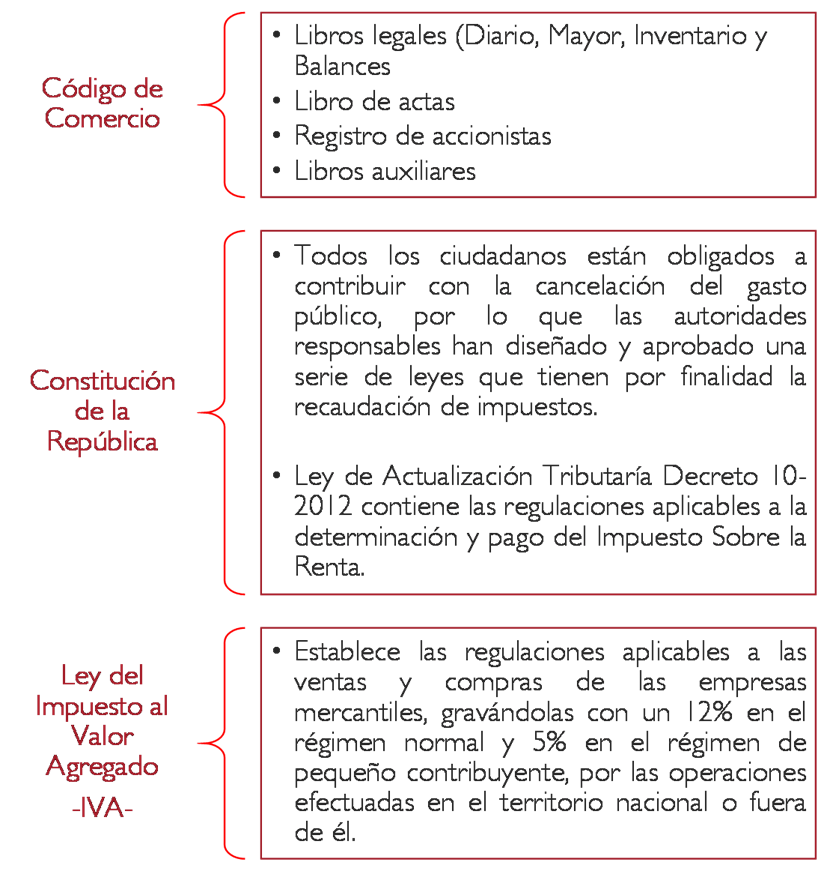 Código de
Comercio
• Libros legales (Diario, Mayor, Inventario y
Balances
• Libro de actas
• Registro de accionistas
• Libros auxiliares
Constitución
de la
República
• Todos los ciudadanos están obligados a
contribuir con la cancelación del gasto
público, por lo que las autoridades
responsables han diseñado y aprobado una
serie de leyes que tienen por finalidad la
recaudación de impuestos.
• Ley de Actualización Tributaría Decreto 10-
2012 contiene las regulaciones aplicables a la
determinación y pago del Impuesto Sobre la
Renta.
Ley del
Impuesto al
Valor
Agregado
-IVA-
• Establece las regulaciones aplicables a las
ventas y compras de las empresas
mercantiles, gravándolas con un 12% en el
régimen normal y 5% en el régimen de
pequeño contribuyente, por las operaciones
efectuadas en el territorio nacional o fuera
de él.